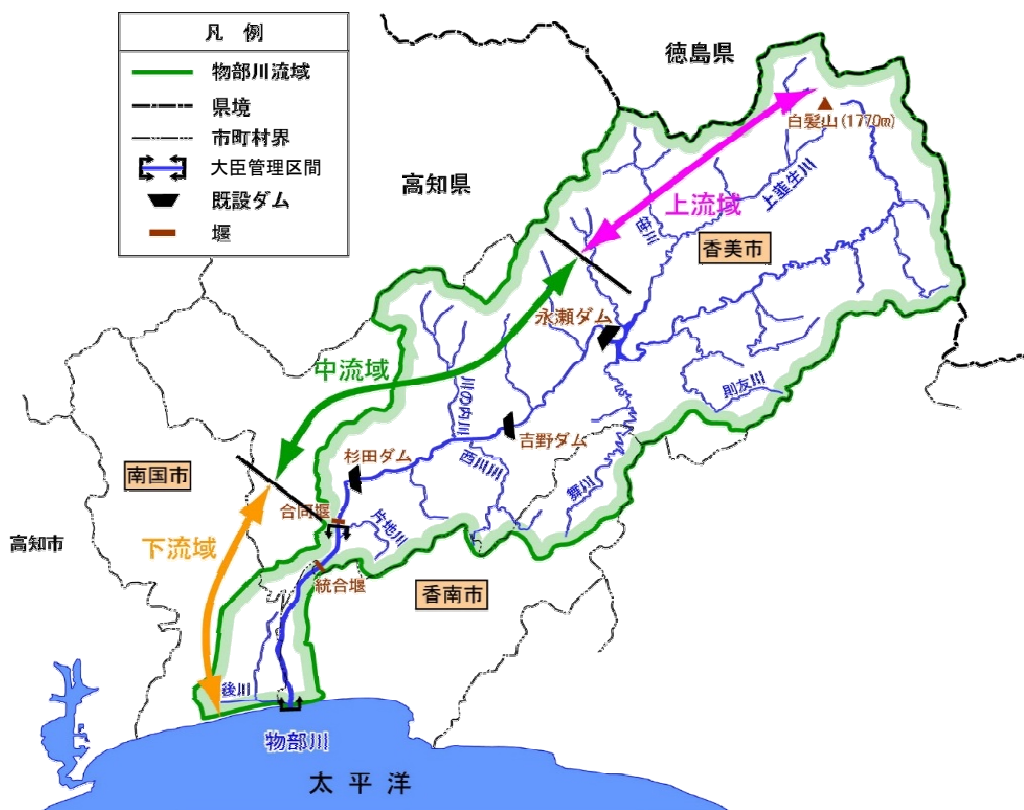 凡 例
物部川流域
県境
市町村界
大臣管理区間
既設ダム
堰
徳島県
白髪山(1770m)
高知県
上韮生川
上流域
笹川
香美市
永瀬ダム
中流域
川の内川
則友川
吉野ダム
杉田ダム
西川川
南国市
舞川
合同堰
片地川
高知市
下流域
統合堰
香南市
後川
物部川
太平洋